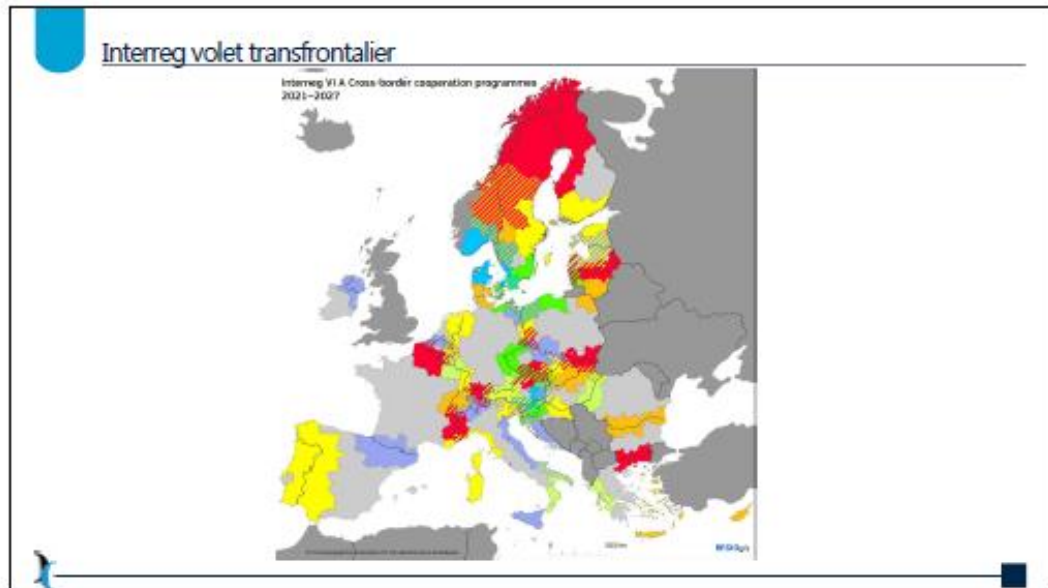 Interreg volet transfrontalier
Interreg VI A Cross-border cooperation programmes
2021–2027